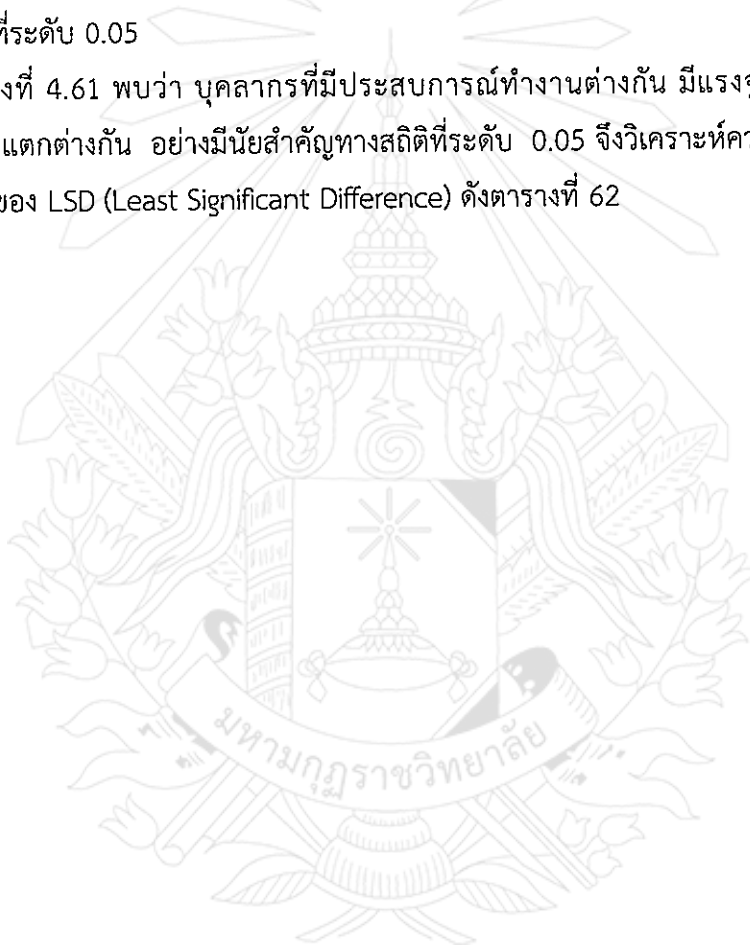 ที่ระดับ 0.05
งที่ 4.61 พบว่า บุคลากรที่มีประสบการณ์ทำงานต่างกัน มีแรงจู
แตกต่างกัน อย่างมีนัยสำคัญทางสถิติที่ระดับ 0.05 จึงวิเคราะห์คว
ของ LSD (Least Significant Difference) ดังตารางที่ 62
มหามกุฏราชวิทยาลัย